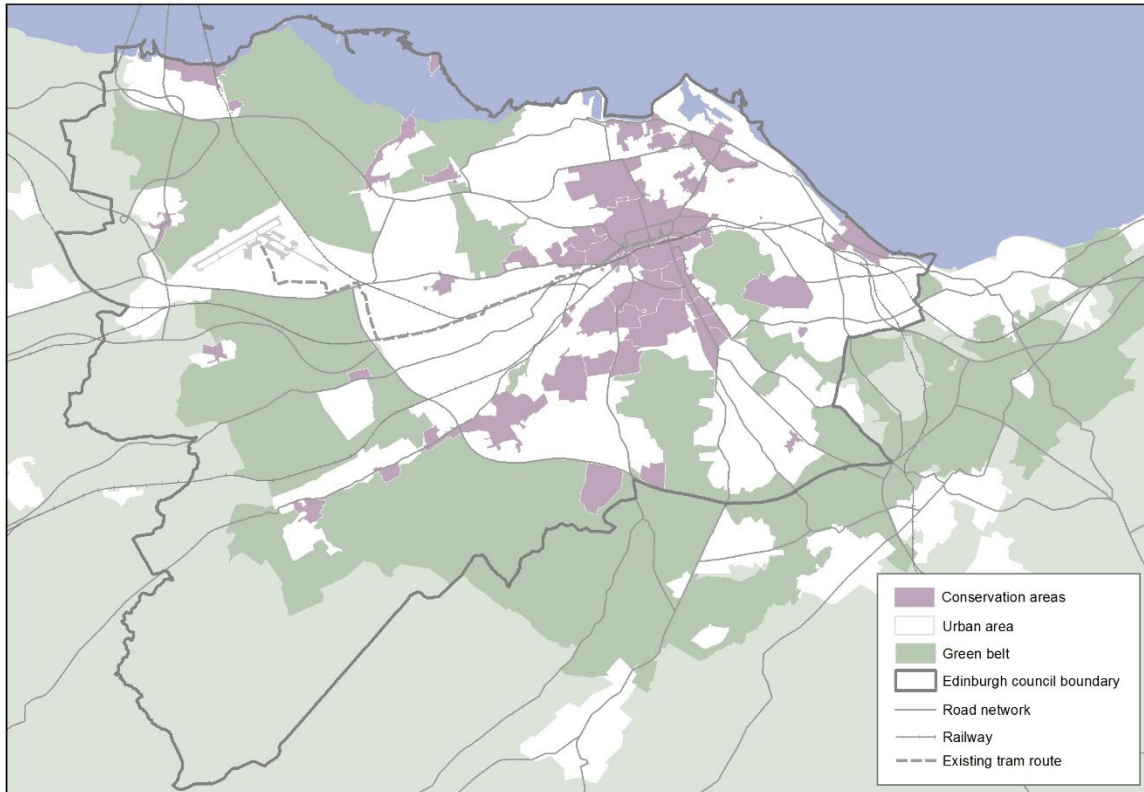 Conservation areas
Urban area
Green belt
Edinburgh council boundary
Road network
Railway
Existing tram route